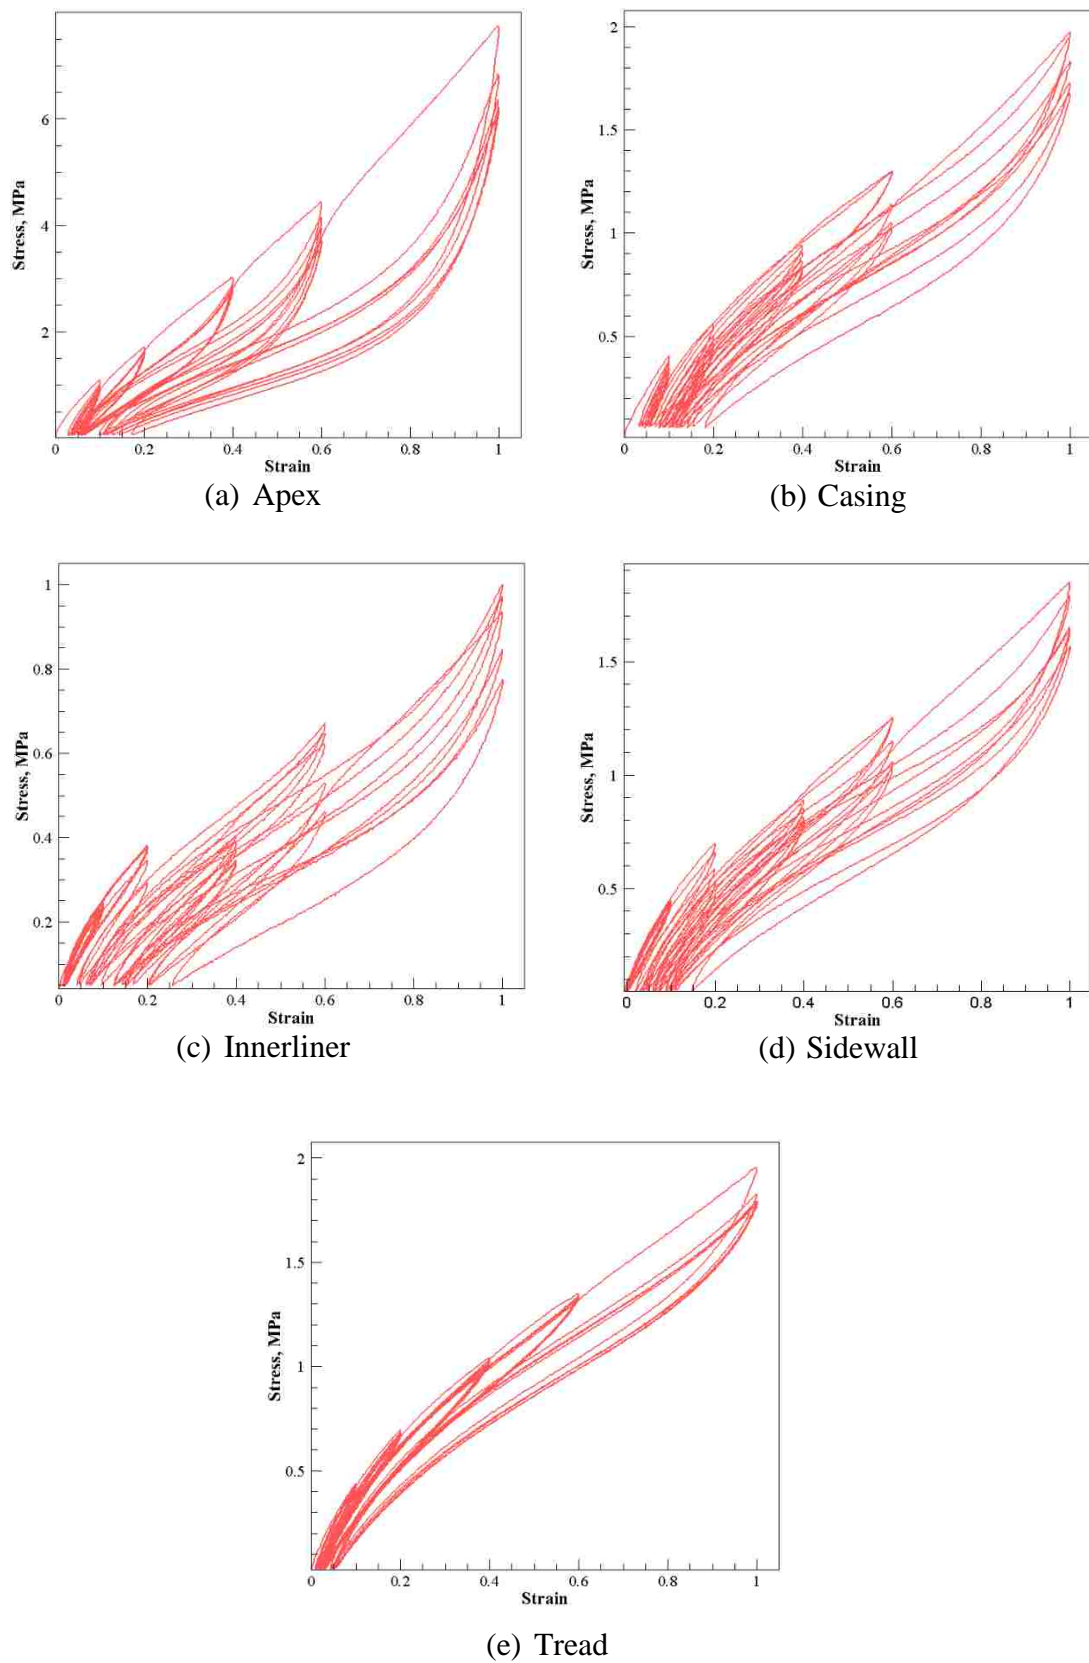 Stress, MPa
6
4
2
0 0.2 0.4 0.6 0.8 1
Strain
(a) Apex
Stress, MPa
2
1.5
1
0.5
0 0.2 0.4 0.6 0.8 1
Strain
(b) Casing
Stress, MPa
1
0.8
0.6
0.4
0.2
0 0.2 0.4 0.6 0.8 1
Strain
(c) Innerliner
Stress, MPa
1.5
1
0.5
0 0.2 0.4 0.6 0.8 1
Strain
(d) Sidewall
Stress, MPa
2
1.5
1
0.5
0 0.2 0.4 0.6 0.8 1
Strain
(e) Tread